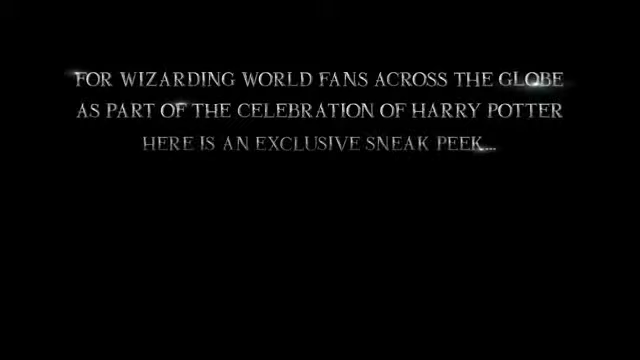 FOR WIZARDING WORLD FANS ACROSS THE GLOBE
AS PART OF THE CELEBRATION OF HARRY POTTER
HERE IS AN EXCLUSIVE SNEAK PEEK...